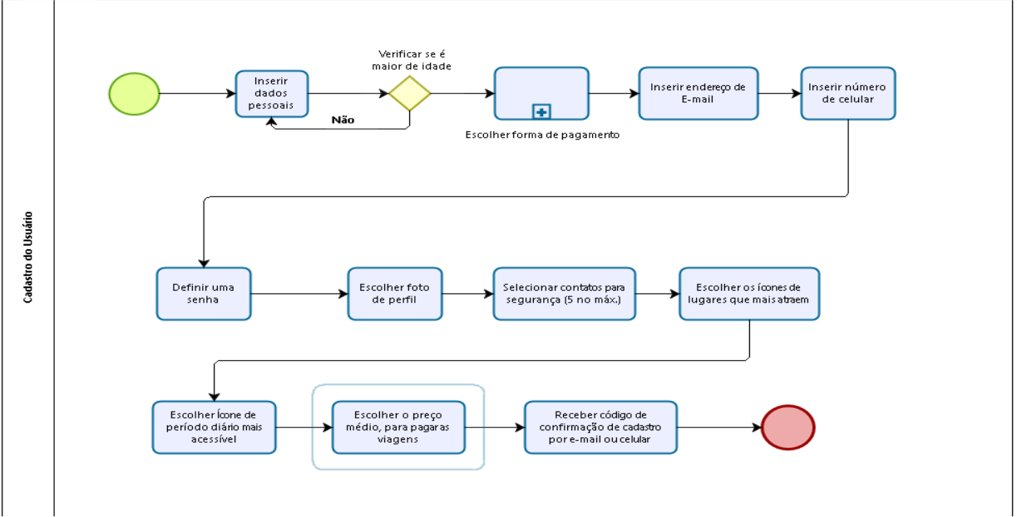 Cadastro do Usuário
Verificar se é
maior de idade
Inserir
dados
pessoais
Não
Escolher forma de pagamento
Inserir endereço de
E-mail
Inserir número
de celular
Definir uma
senha
Escolher foto
de perfil
Selecionar contatos para
segurança (5 no máx.)
Escolher os ícones de
lugares que mais atraem
Escolher Ícone de
período diário mais
acessível
Escolher o preço
médio, para pagar as
viagens
Receber código de
confirmação de cadastro
por e-mail ou celular